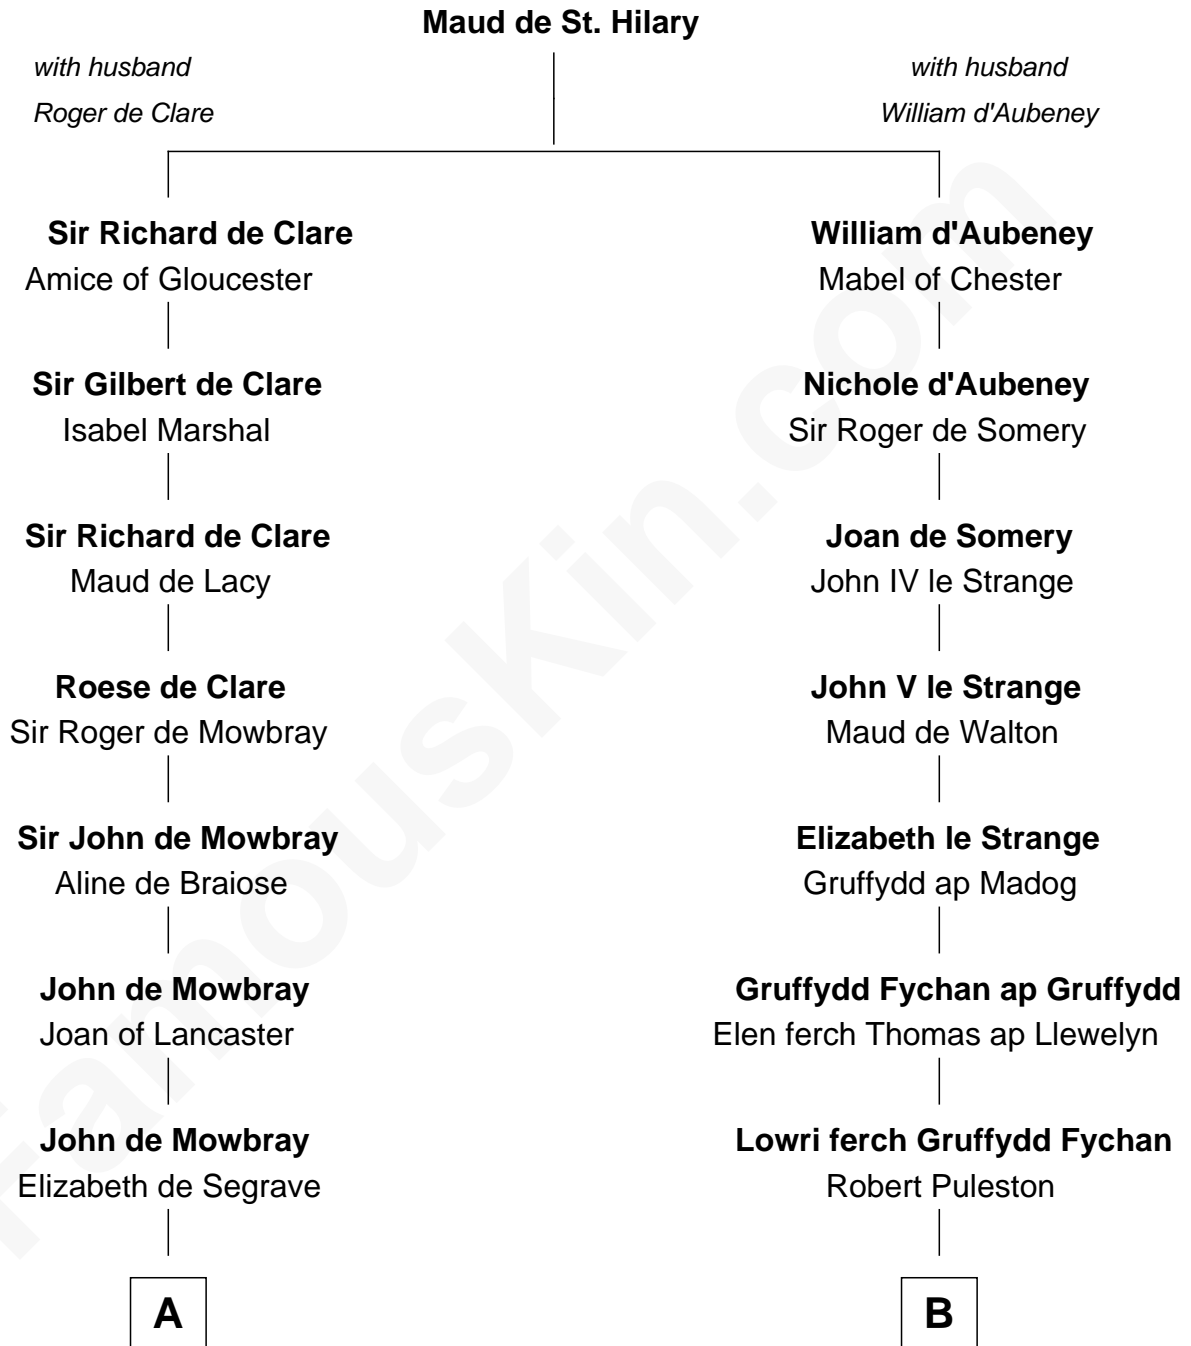 Maud de St. Hilary
with husband
Roger de Clare
with husband
William d'Aubeney
Sir Richard de Clare
Amice of Gloucester
William d'Aubeney
Mabel of Chester
Sir Gilbert de Clare
Isabel Marshal
Nichole d'Aubeney
Sir Roger de Somery
Sir Richard de Clare
Maud de Lacy
Joan de Somery
John IV le Strange
Roese de Clare
Sir Roger de Mowbray
John V le Strange
Maud de Walton
Sir John de Mowbray
Aline de Braiose
Elizabeth le Strange
Gruffydd ap Madog
John de Mowbray
Joan of Lancaster
Gruffydd Fychan ap Gruffydd
Elen ferch Thomas ap Llewelyn
John de Mowbray
Elizabeth de Segrave
Lowri ferch Gruffydd Fychan
Robert Puleston
A
B
FamousKin.com